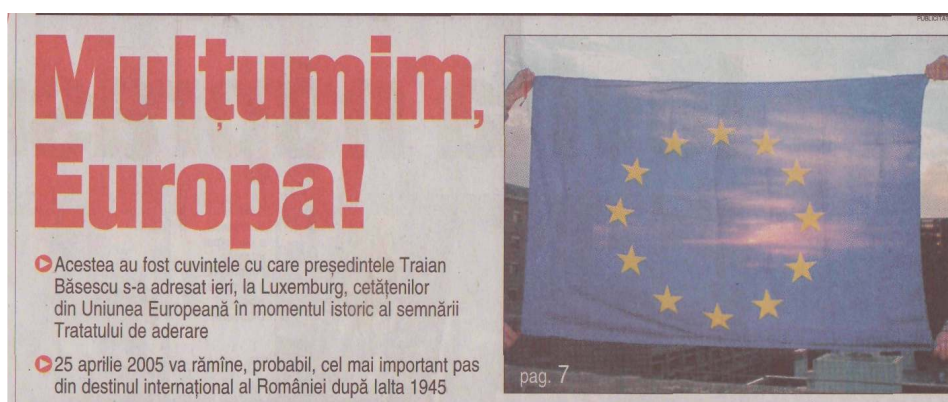 PUBLICITAT
Mulțumim,
Europa!
Acestea au fost cuvintele cu care președintele Traian
Băsescu s-a adresat ieri, la Luxemburg, cetățenilor
din Uniunea Europeană în momentul istoric al semnării
Tratatului de aderare
25 aprilie 2005 va rămîne, probabil, cel mai important pas
din destinul internațional al României după Ialta 1945
pag. 7